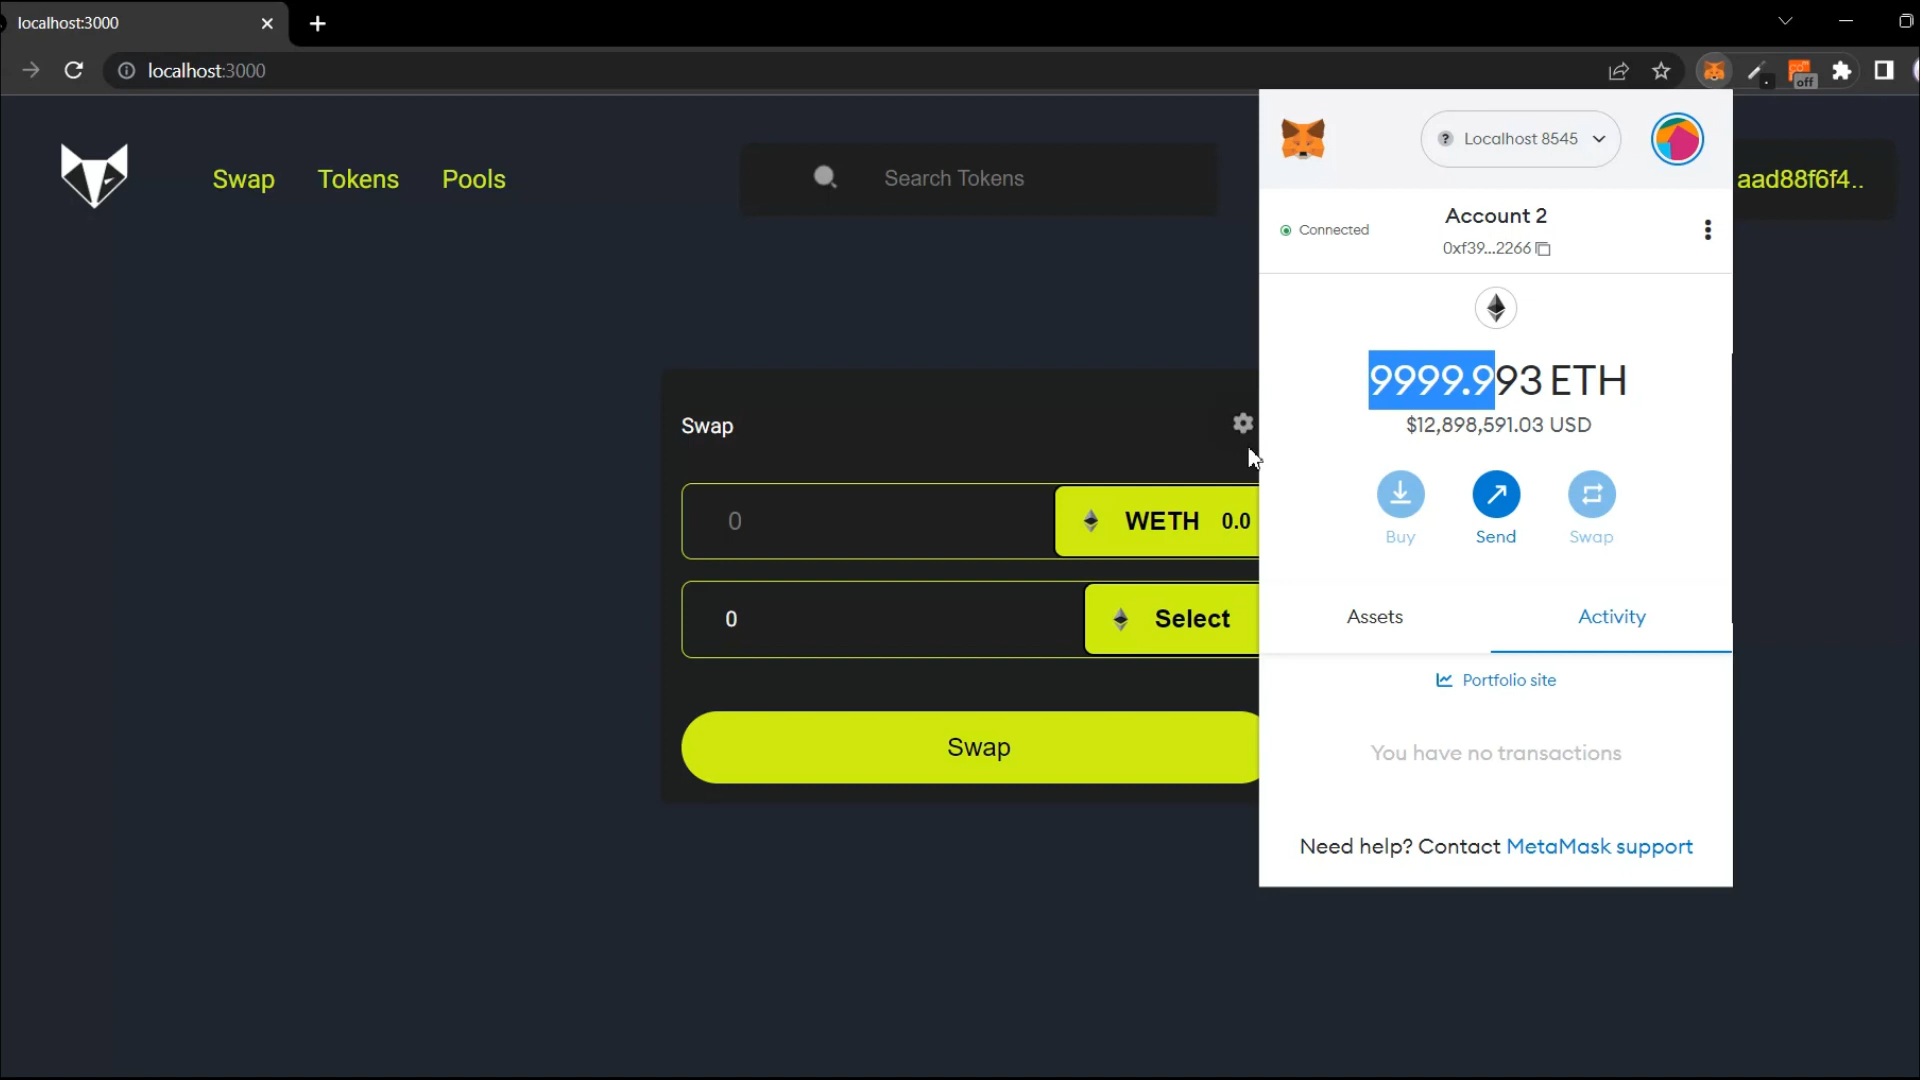 localhost:3000
localhost:3000
off
Swap Tokens Pools
Search Tokens
aad88f6f4..
Localhost 8545
Connected
Account 2
0xf39...2266
9999.993 ETH
$12,898,591.03 USD
Buy Send Swap
Assets Activity
Portfolio site
You have no transactions
Need help? Contact MetaMask support
Swap
0 WETH 0.0
0 Select
Swap